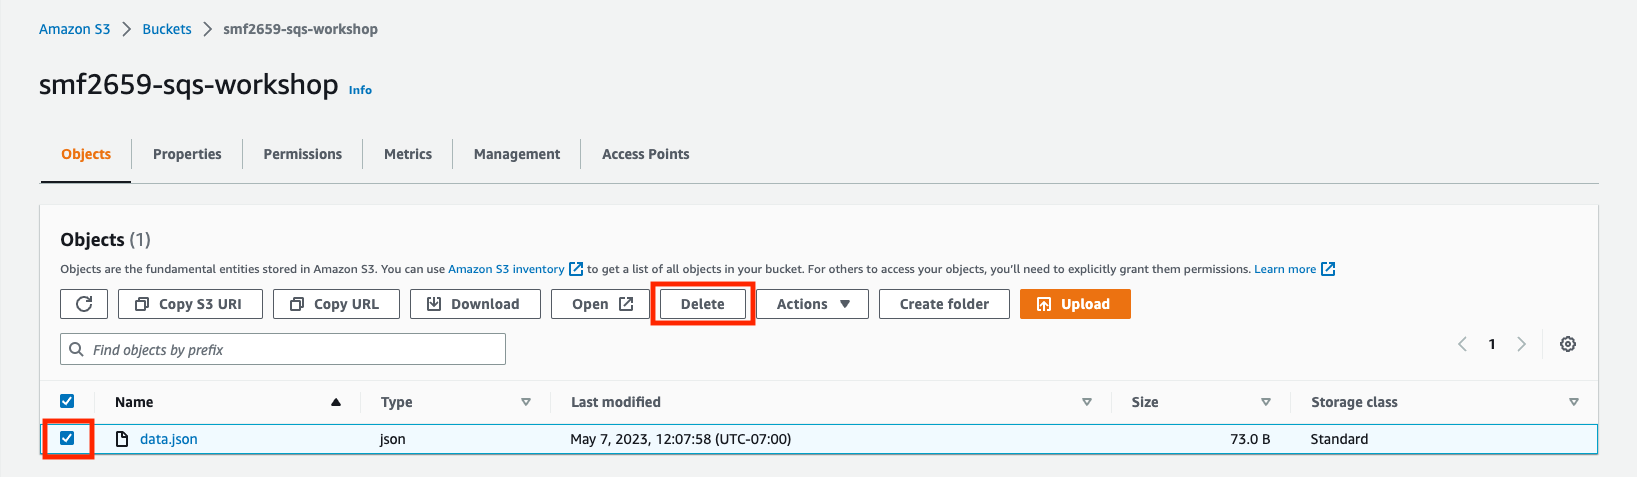 Amazon S3 > Buckets > smf2659-sqs-workshop
smf2659-sqs-workshop Info
Objects Properties Permissions Metrics Management Access Points
Objects (1)
Objects are the fundamental entities stored in Amazon S3. You can use Amazon S3 inventory to get a list of all objects in your bucket. For others to access your objects, you'll need to explicitly grant them permissions. Learn more
Copy S3 URI Copy URL Download Open Delete Actions Create folder Upload
Find objects by prefix 1
Name Type Last modified Size Storage class
data.json json May 7, 2023, 12:07:58 (UTC-07:00) 73.0 B Standard